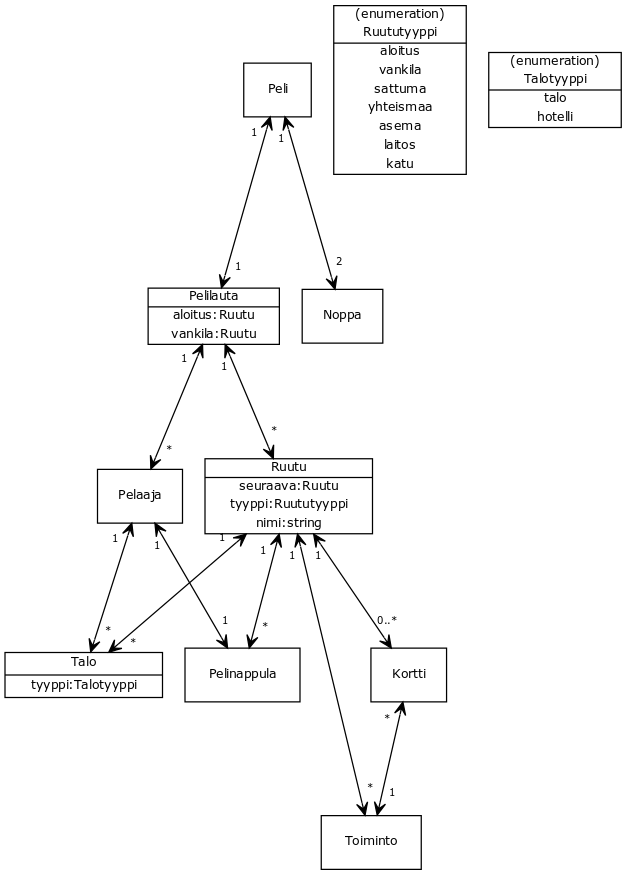 (enumeration)
Ruututyyppi
aloitus
vankila
sattuma
yhteismaa
asema
laitos
katu
(enumeration)
Talotyyppi
talo
hotelli
Peli
1
1
1
2
Pelilauta
aloitus:Ruutu
vankila:Ruutu
Noppa
1
1
*
*
Pelaaja
Ruutu
seuraava:Ruutu
tyyppi:Ruututyyppi
nimi:string
1
1
1
1
1
1
*
*
1
*
0..*
Talo
tyyppi:Talotyyppi
Pelinappula
Kortti
*
*
1
Toiminto